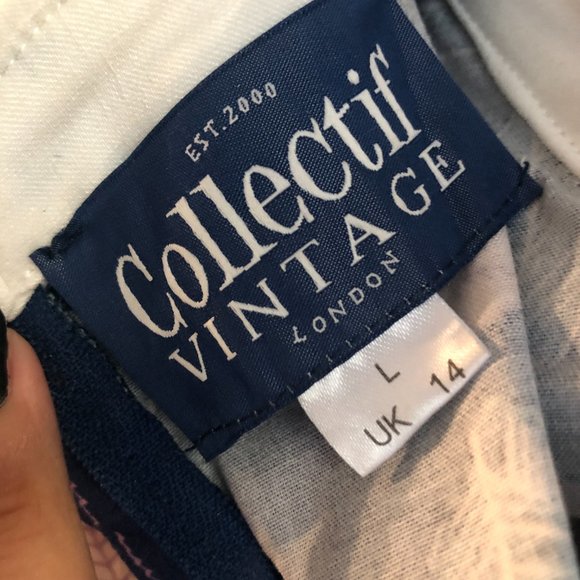 EST.2000
Collectif
VINTAGE
LONDON
L
UK 14